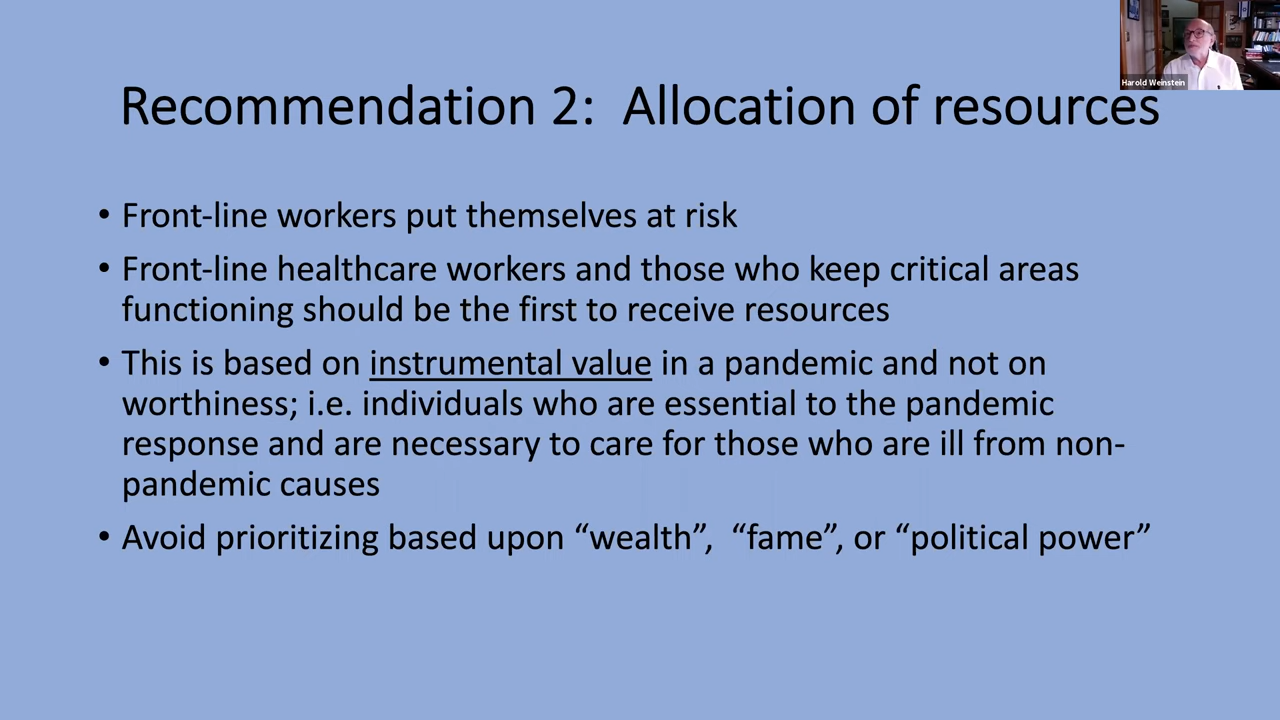 Harold Weinstein
Recommendation 2: Allocation of resources
• Front-line workers put themselves at risk
• Front-line healthcare workers and those who keep critical areas
functioning should be the first to receive resources
• This is based on instrumental value in a pandemic and not on
worthiness; i.e. individuals who are essential to the pandemic
response and are necessary to care for those who are ill from non-
pandemic causes
• Avoid prioritizing based upon “wealth”, “fame”, or “political power”